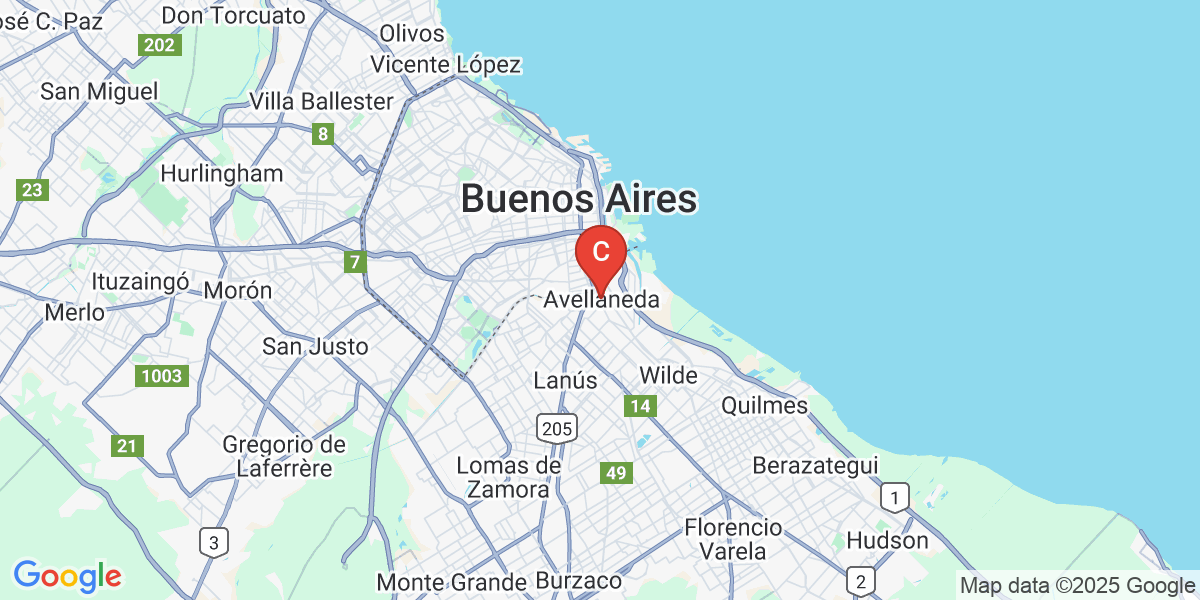 José C. Paz
Don Torcuato
202
Olivos
Vicente López
San Miguel
Villa Ballester
8
Hurlingham
23
Buenos Aires
C
7
Ituzaingó
Morón
Avellaneda
Merlo
San Justo
1003
Lanús
Wilde
14
Quilmes
205
21
Gregorio de
Laferrère
Lomas de
Zamora
49
Berazategui
1
3
Florencio
Varela
Hudson
Google
Monte Grande
Burzaco
2
Map data ©2025 Google